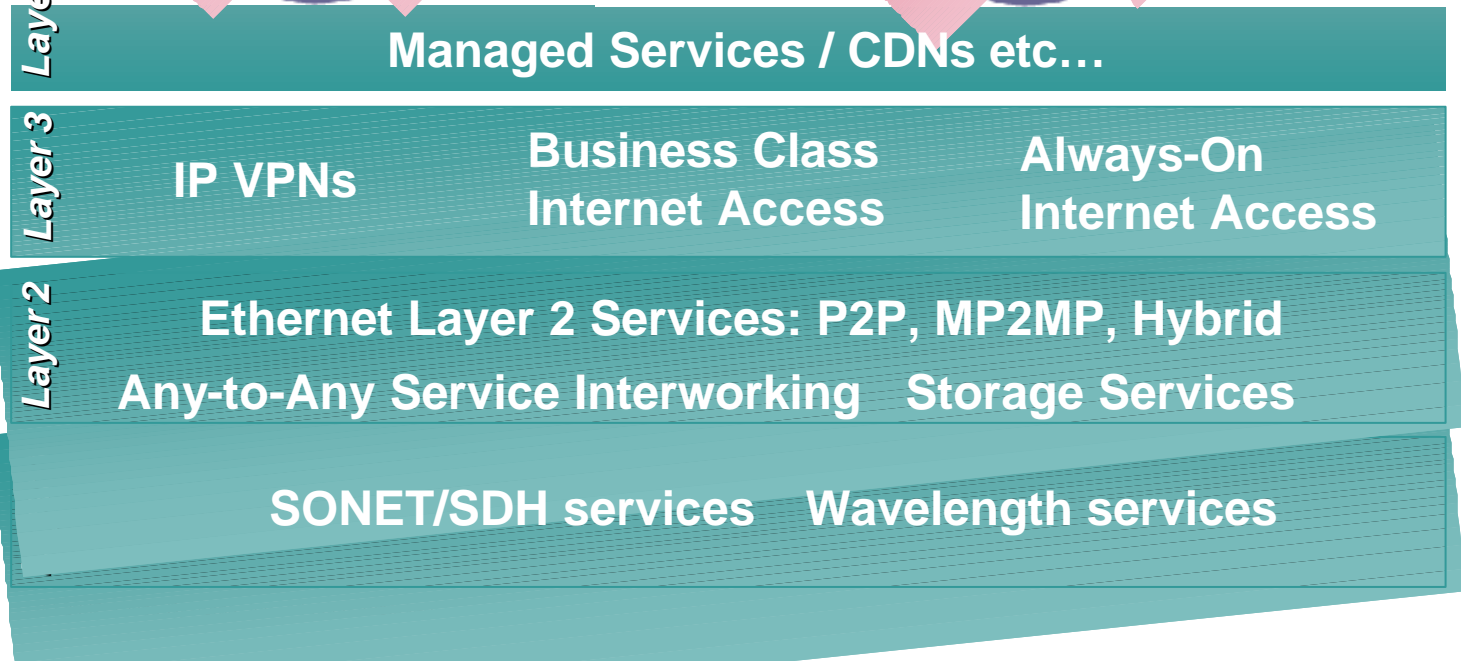 Managed Services / CDNs etc…
Layer 3
IP VPNs
Business Class
Internet Access
Always-On
Internet Access
Layer 2
Ethernet Layer 2 Services: P2P, MP2MP, Hybrid
Any-to-Any Service Interworking Storage Services
SONET/SDH services Wavelength services